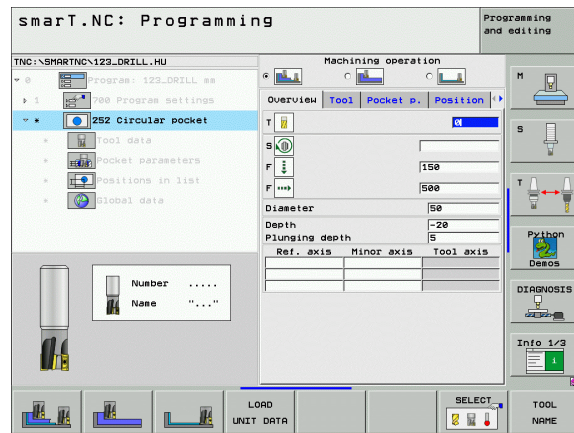 smarT.NC: Programming
Programming and editing
TNC:\SMARTNC\123_DRILL.HU
0 Program: 123_DRILL mm
1 700 Program settings
* 252 Circular pocket
* Tool data
* Pocket parameters
* Positions in list
* Global data
Number .....
Name "..."
Machining operation
Overview Tool Pocket p. Position
T 0
S
F 150
F 500
Diameter 50
Depth -20
Plunging depth 5
Ref. axis Minor axis Tool axis
M
S
T
Python
Demos
DIAGNOSIS
Info 1/3
LOAD
UNIT DATA
SELECT
TOOL
NAME